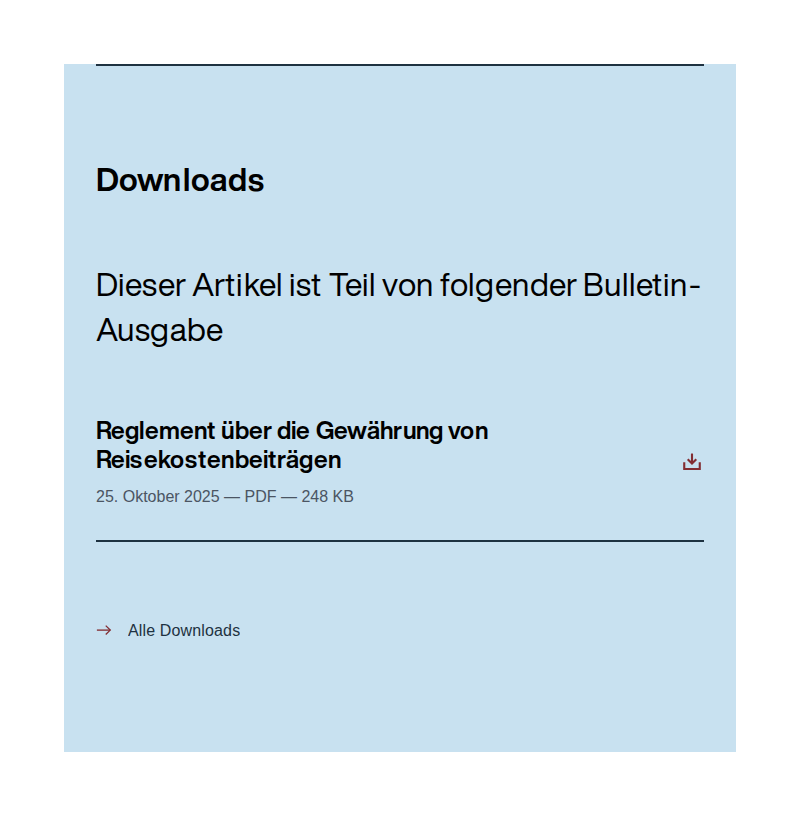 Downloads
Dieser Artikel ist Teil von folgender Bulletin-
Ausgabe
Reglement über die Gewährung von
Reisekostenbeiträgen
25. Oktober 2025 — PDF — 248 KB
Alle Downloads